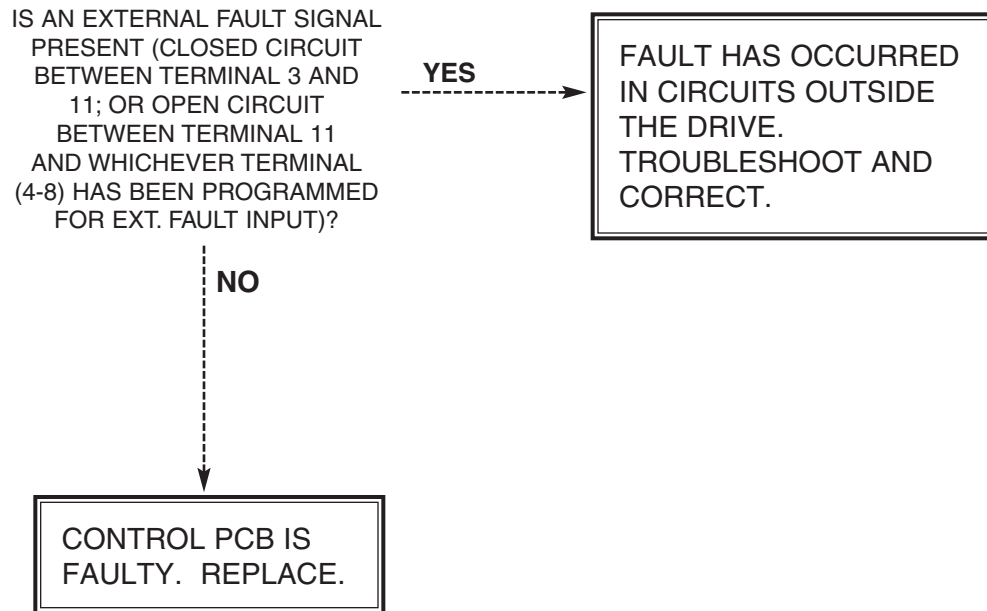 IS AN EXTERNAL FAULT SIGNAL
PRESENT (CLOSED CIRCUIT
BETWEEN TERMINAL 3 AND
11; OR OPEN CIRCUIT
BETWEEN TERMINAL 11
AND WHICHEVER TERMINAL
(4-8) HAS BEEN PROGRAMMED
FOR EXT. FAULT INPUT)?
YES
FAULT HAS OCCURRED
IN CIRCUITS OUTSIDE
THE DRIVE.
TROUBLESHOOT AND
CORRECT.
NO
CONTROL PCB IS
FAULTY.  REPLACE.